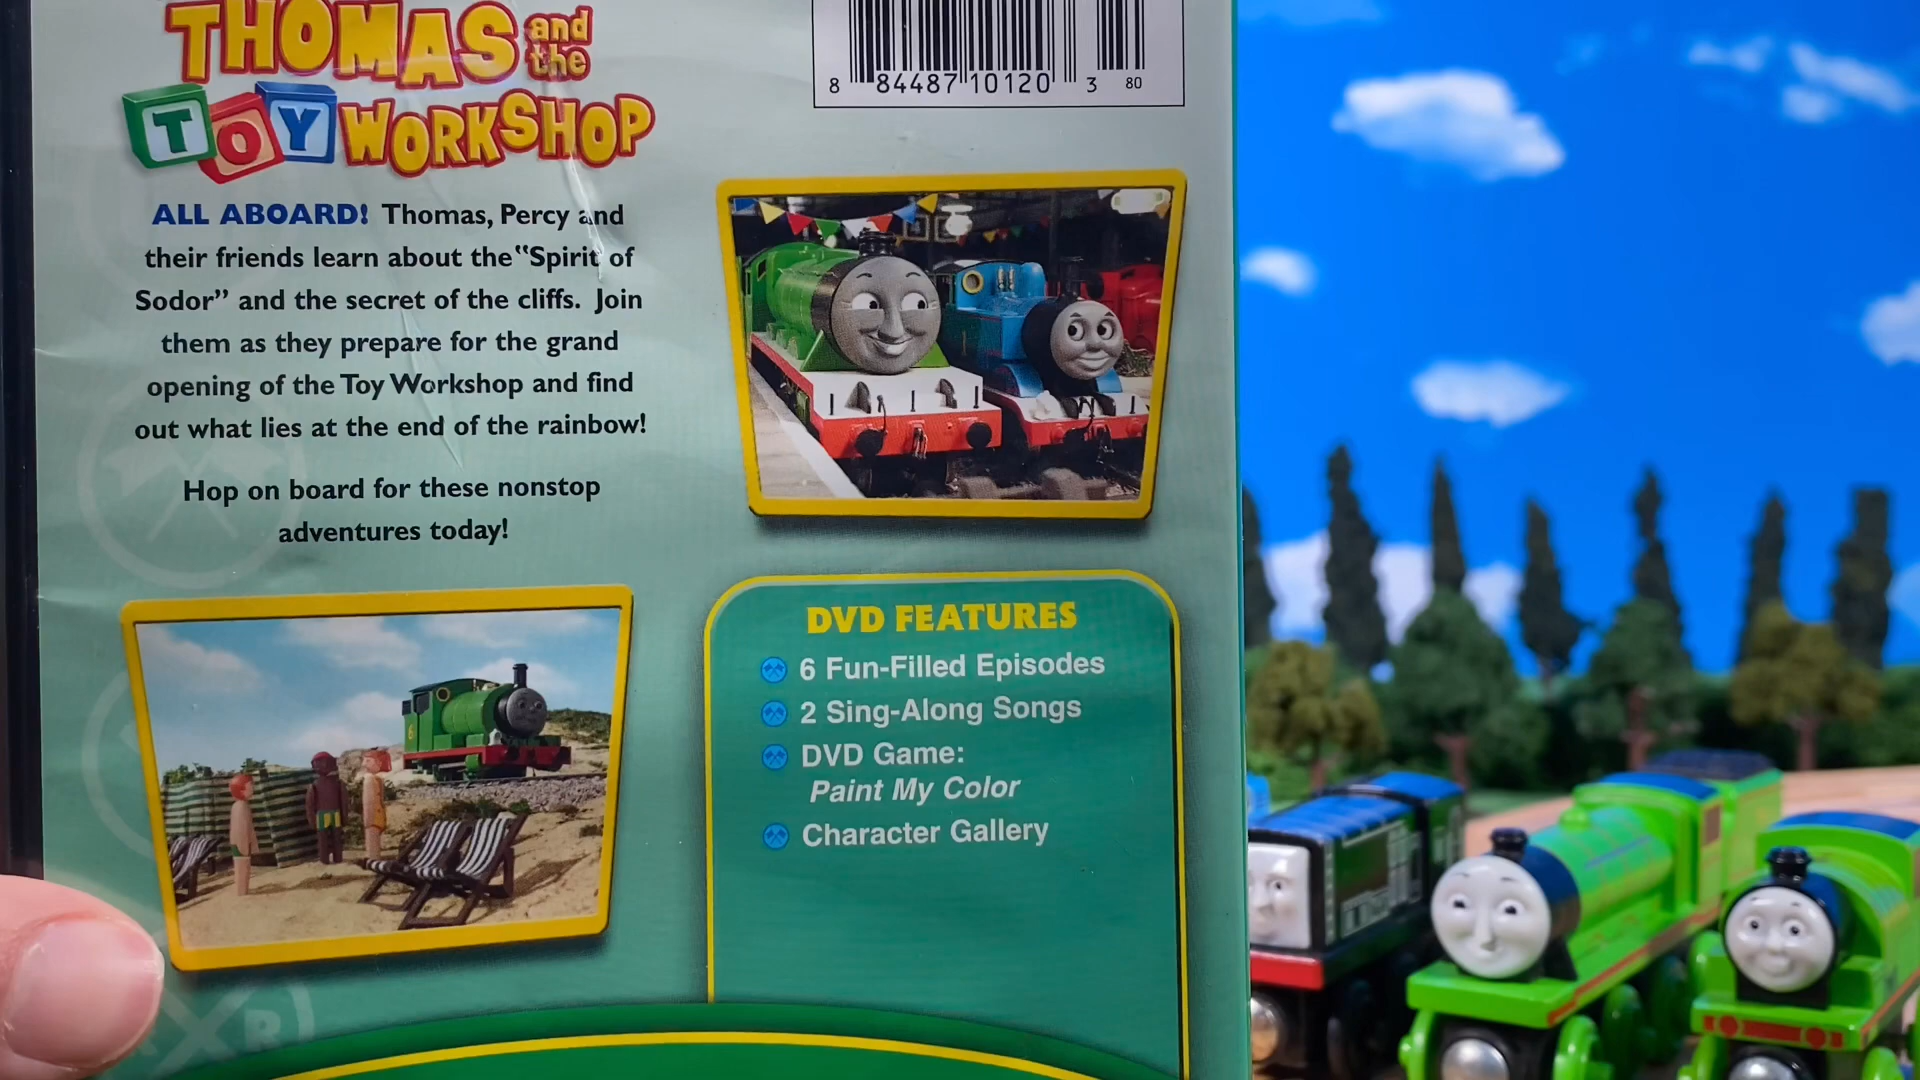 THOMAS and the
TOY WORKSHOP
8 84487 10120 3 80
ALL ABOARD! Thomas, Percy and
their friends learn about the "Spirit of
Sodor" and the secret of the cliffs. Join
them as they prepare for the grand
opening of the Toy Workshop and find
out what lies at the end of the rainbow!
Hop on board for these nonstop
adventures today!
DVD FEATURES
6 Fun-Filled Episodes
2 Sing-Along Songs
DVD Game:
Paint My Color
Character Gallery
6